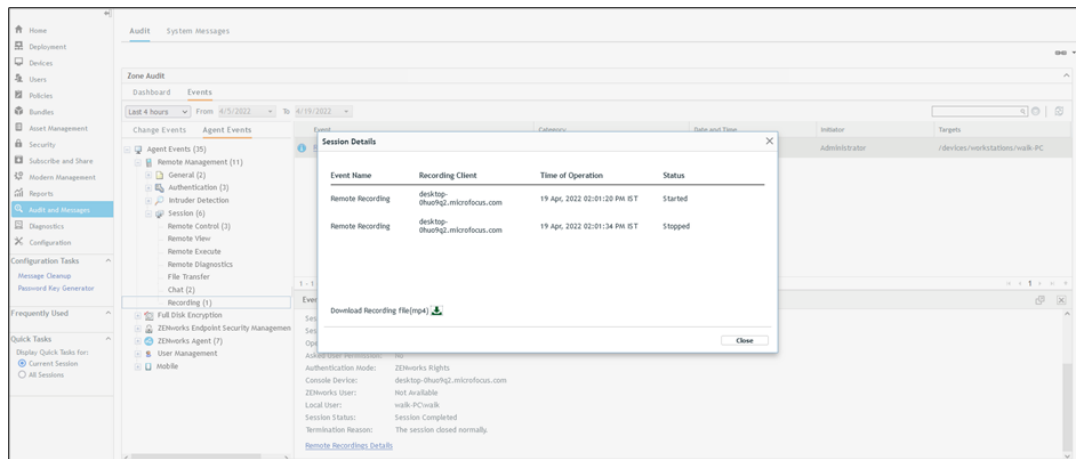 Home
Deployment
Devices
Users
Policies
Bundles
Asset Management
Security
Subscribe and Share
Modern Management
Reports
Audit and Messages
Diagnostics
Configuration
Configuration Tasks
Message Cleanup
Password Key Generator
Frequently Used
Quick Tasks
Display Quick Tasks for:
Current Session
All Sessions
Audit System Messages
Zone Audit
Dashboard Events
Last 4 hours From 4/5/2022 To 4/19/2022
Change Events Agent Events
Agent Events (35)
Remote Management (11)
General (2)
Authentication (3)
Intruder Detection
Session (6)
Remote Control (3)
Remote View
Remote Execute
Remote Diagnostics
File Transfer
Chat (2)
Recording (1)
Full Disk Encryption
ZENworks Endpoint Security Managemen
ZENworks Agent (7)
User Management
Mobile
Event Category Date and Time Initiator Targets
Administrator /devices/workstations/walk-PC
Session Details
Event Name Recording Client Time of Operation Status
Remote Recording desktop-0huo9q2.microfocus.com 19 Apr, 2022 02:01:20 PM IST Started
Remote Recording desktop-0huo9q2.microfocus.com 19 Apr, 2022 02:01:34 PM IST Stopped
Download Recording file(mp4)
Close
1 - 1
1
Even
Ses
Ses
Ope
Asked User Permission: No
Authentication Mode: ZENworks Rights
Console Device: desktop-0huo9q2.microfocus.com
ZENworks User: Not Available
Local User: walk-PC\walk
Session Status: Session Completed
Termination Reason: The session closed normally.
Remote Recordings Details